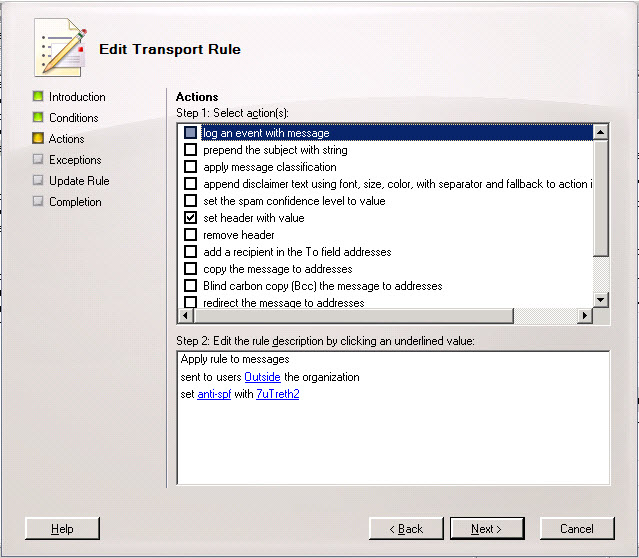 Edit Transport Rule
Introduction
Conditions
Actions
Exceptions
Update Rule
Completion
Actions
Step 1: Select action(s):
log an event with message
prepend the subject with string
apply message classification
append disclaimer text using font, size, color, with separator and fallback to action i
set the spam confidence level to value
set header with value
remove header
add a recipient in the To field addresses
copy the message to addresses
Blind carbon copy (Bcc) the message to addresses
redirect the message to addresses
Step 2: Edit the rule description by clicking an underlined value:
Apply rule to messages
sent to users Outside the organization
set anti-spf with 7uTreth2
Help
< Back
Next >
Cancel